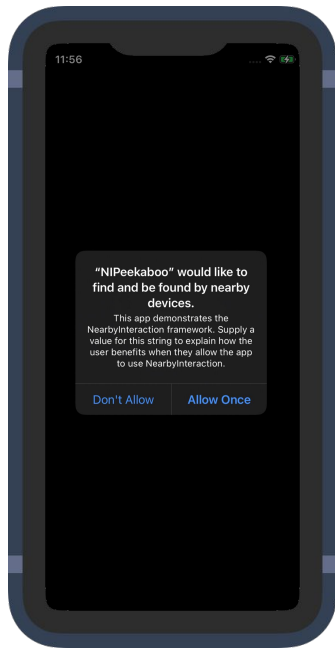 11:56
“NIPeekaboo” would like to
find and be found by nearby
devices.
This app demonstrates the
NearbyInteraction framework. Supply a
value for this string to explain how the
user benefits when they allow the app
to use NearbyInteraction.
Don't Allow
Allow Once